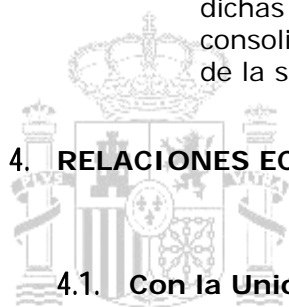 dichas
consoli
de la s
4. RELACIONES EC
4.1. Con la Unic